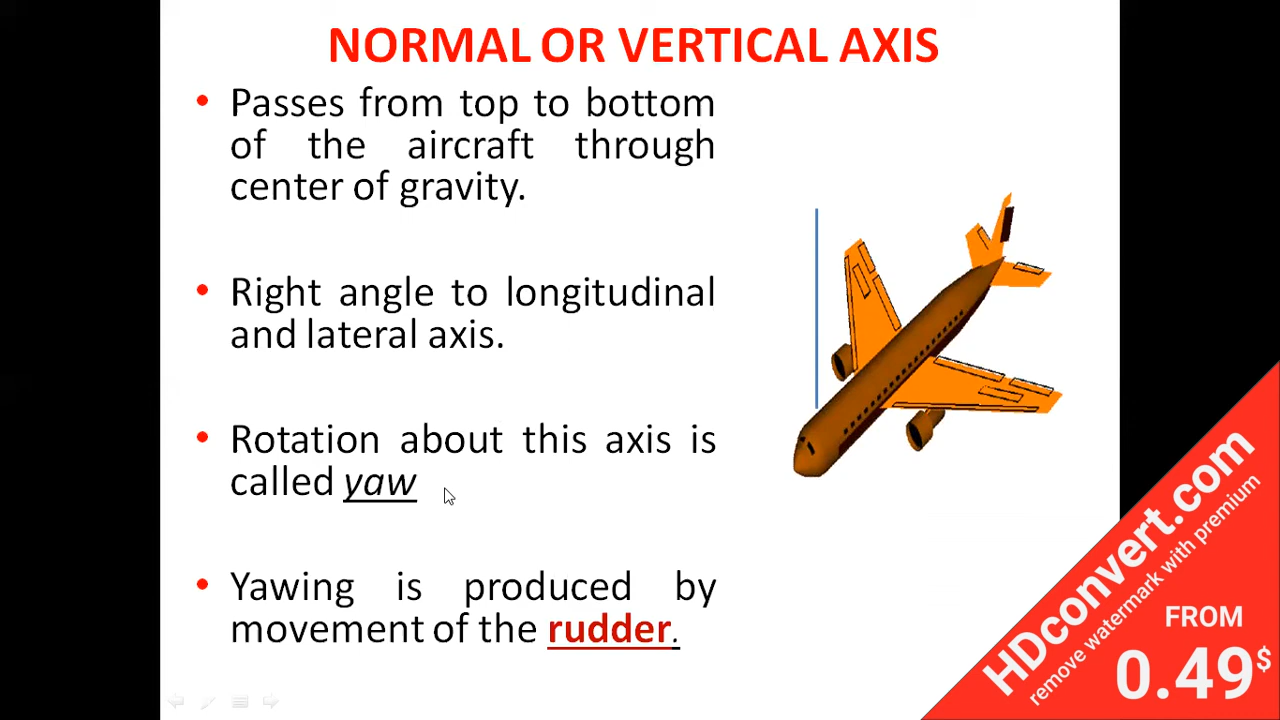 NORMAL OR VERTICAL AXIS
• Passes from top to bottom
of the aircraft through
center of gravity.
• Right angle to longitudinal
and lateral axis.
• Rotation about this axis is
called yaw
• Yawing is produced by
movement of the rudder.
HDconvert.com
remove watermark with premium
FROM
0.49$